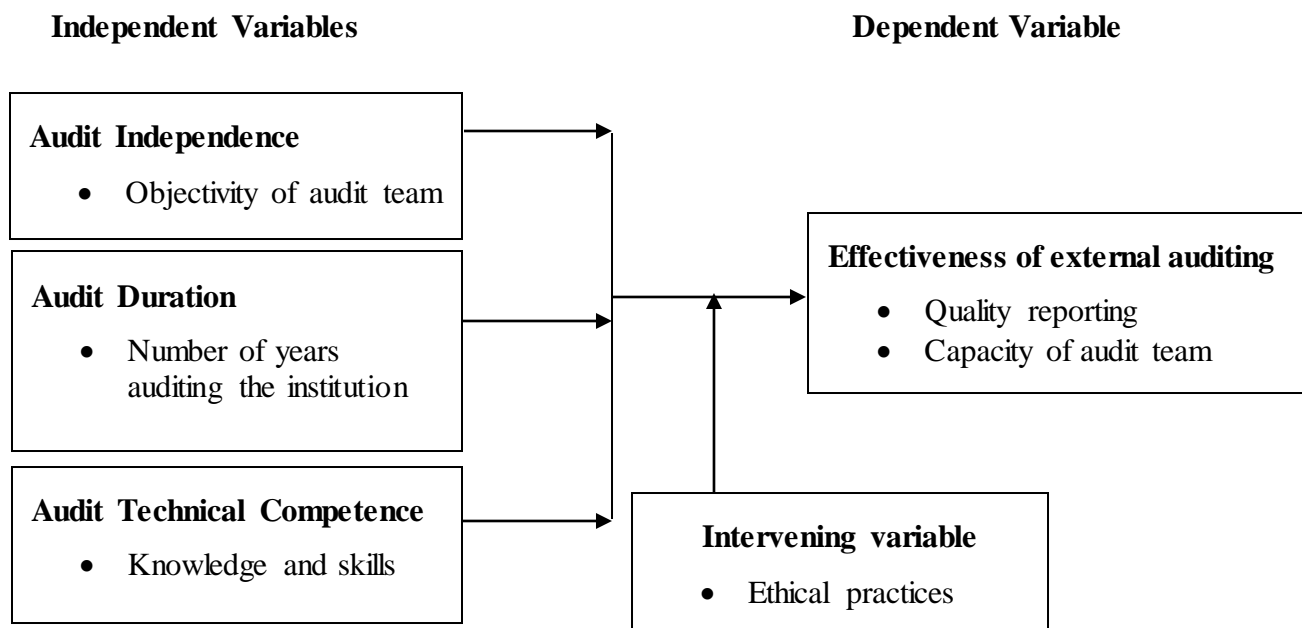 Independent Variables
Dependent Variable
Audit Independence
• Objectivity of audit team
Audit Duration
• Number of years
auditing the institution
Audit Technical Competence
• Knowledge and skills
Effectiveness of external auditing
• Quality reporting
• Capacity of audit team
Intervening variable
• Ethical practices